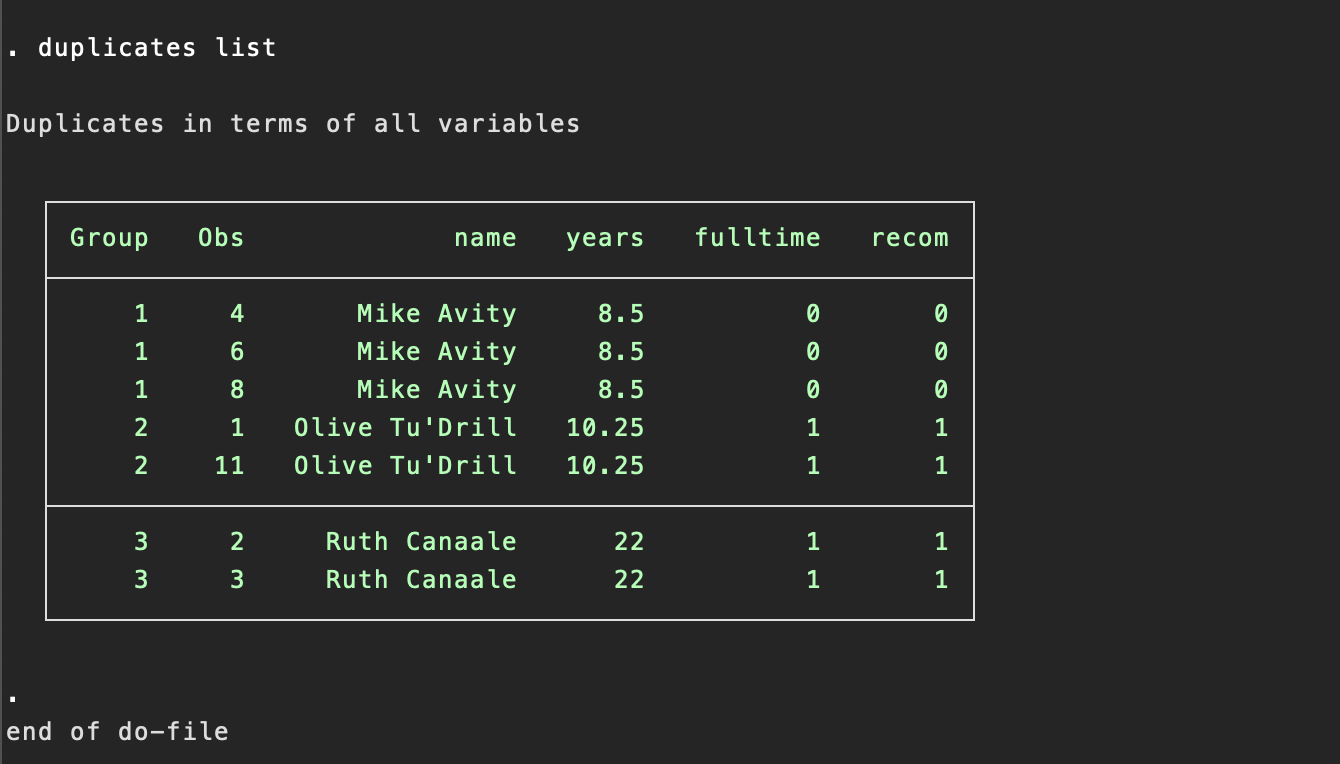 . duplicates list
Duplicates in terms of all variables
Group Obs name years fulltime recom
1 4 Mike Avity 8.5 0 0
1 6 Mike Avity 8.5 0 0
1 8 Mike Avity 8.5 0 0
2 1 Olive Tu'Drill 10.25 1 1
2 11 Olive Tu'Drill 10.25 1 1
3 2 Ruth Canaale 22 1 1
3 3 Ruth Canaale 22 1 1
.
end of do-file